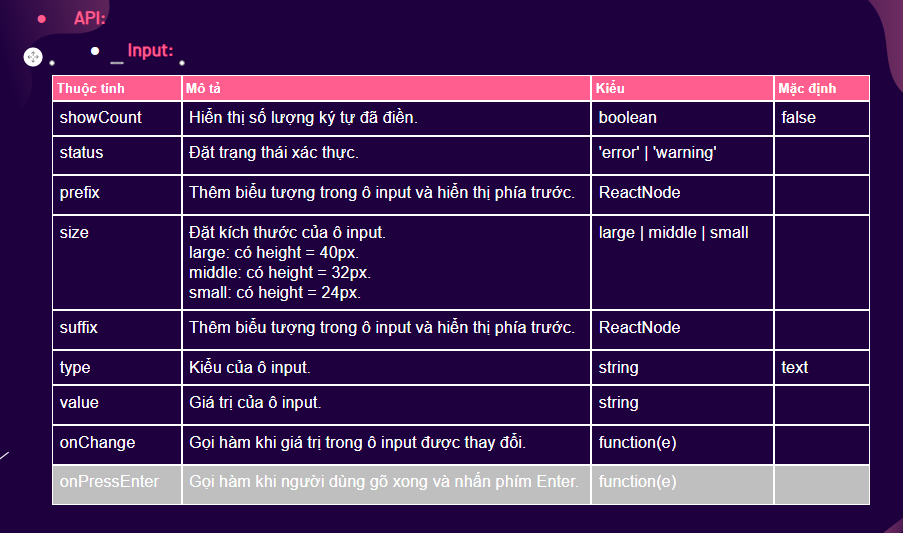 API:
Input:
Thuộc tính Mô tả Kiểu Mặc định
showCount Hiển thị số lượng ký tự đã điền. boolean false
status Đặt trạng thái xác thực. 'error' | 'warning'
prefix Thêm biểu tượng trong ô input và hiển thị phía trước. ReactNode
size Đặt kích thước của ô input. large | middle | small
large: có height = 40px.
middle: có height = 32px.
small: có height = 24px.
suffix Thêm biểu tượng trong ô input và hiển thị phía trước. ReactNode
type Kiểu của ô input. string text
value Giá trị của ô input. string
onChange Gọi hàm khi giá trị trong ô input được thay đổi. function(e)
onPressEnter Gọi hàm khi người dùng gõ xong và nhấn phím Enter. function(e)